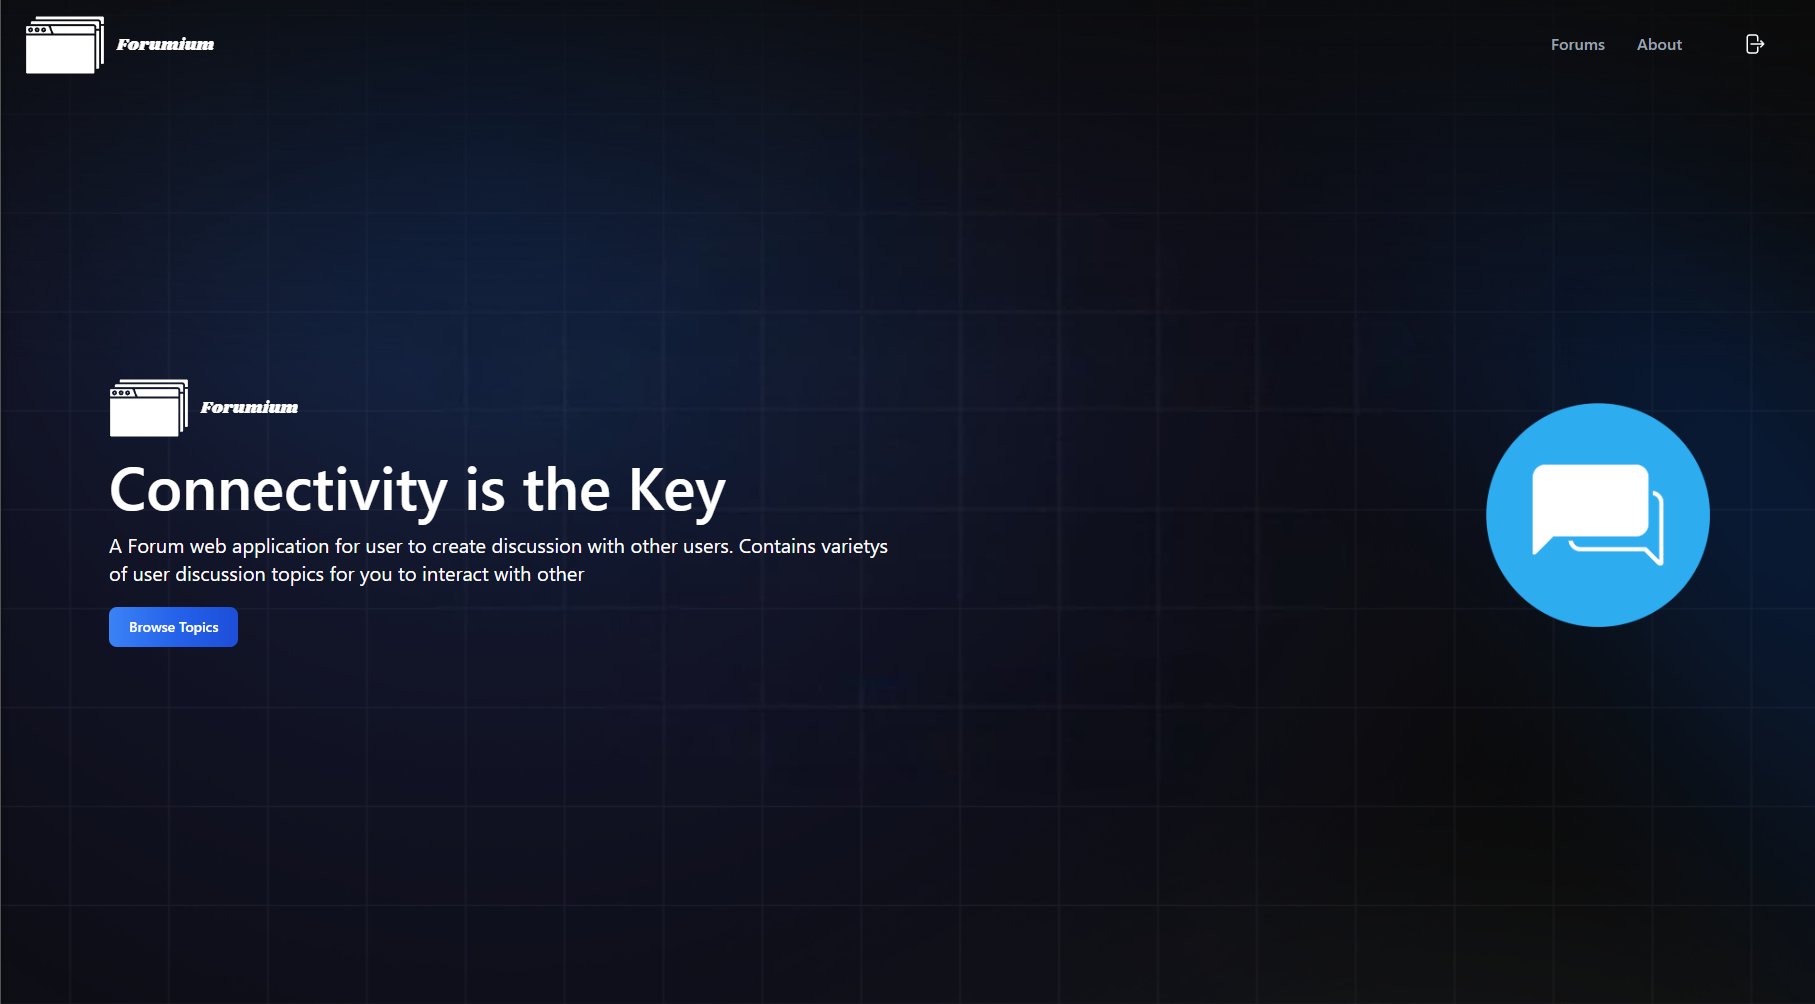 Forumium
Forums
About
Forumium
Connectivity is the Key
A Forum web application for user to create discussion with other users. Contains varietys
of user discussion topics for you to interact with other
Browse Topics